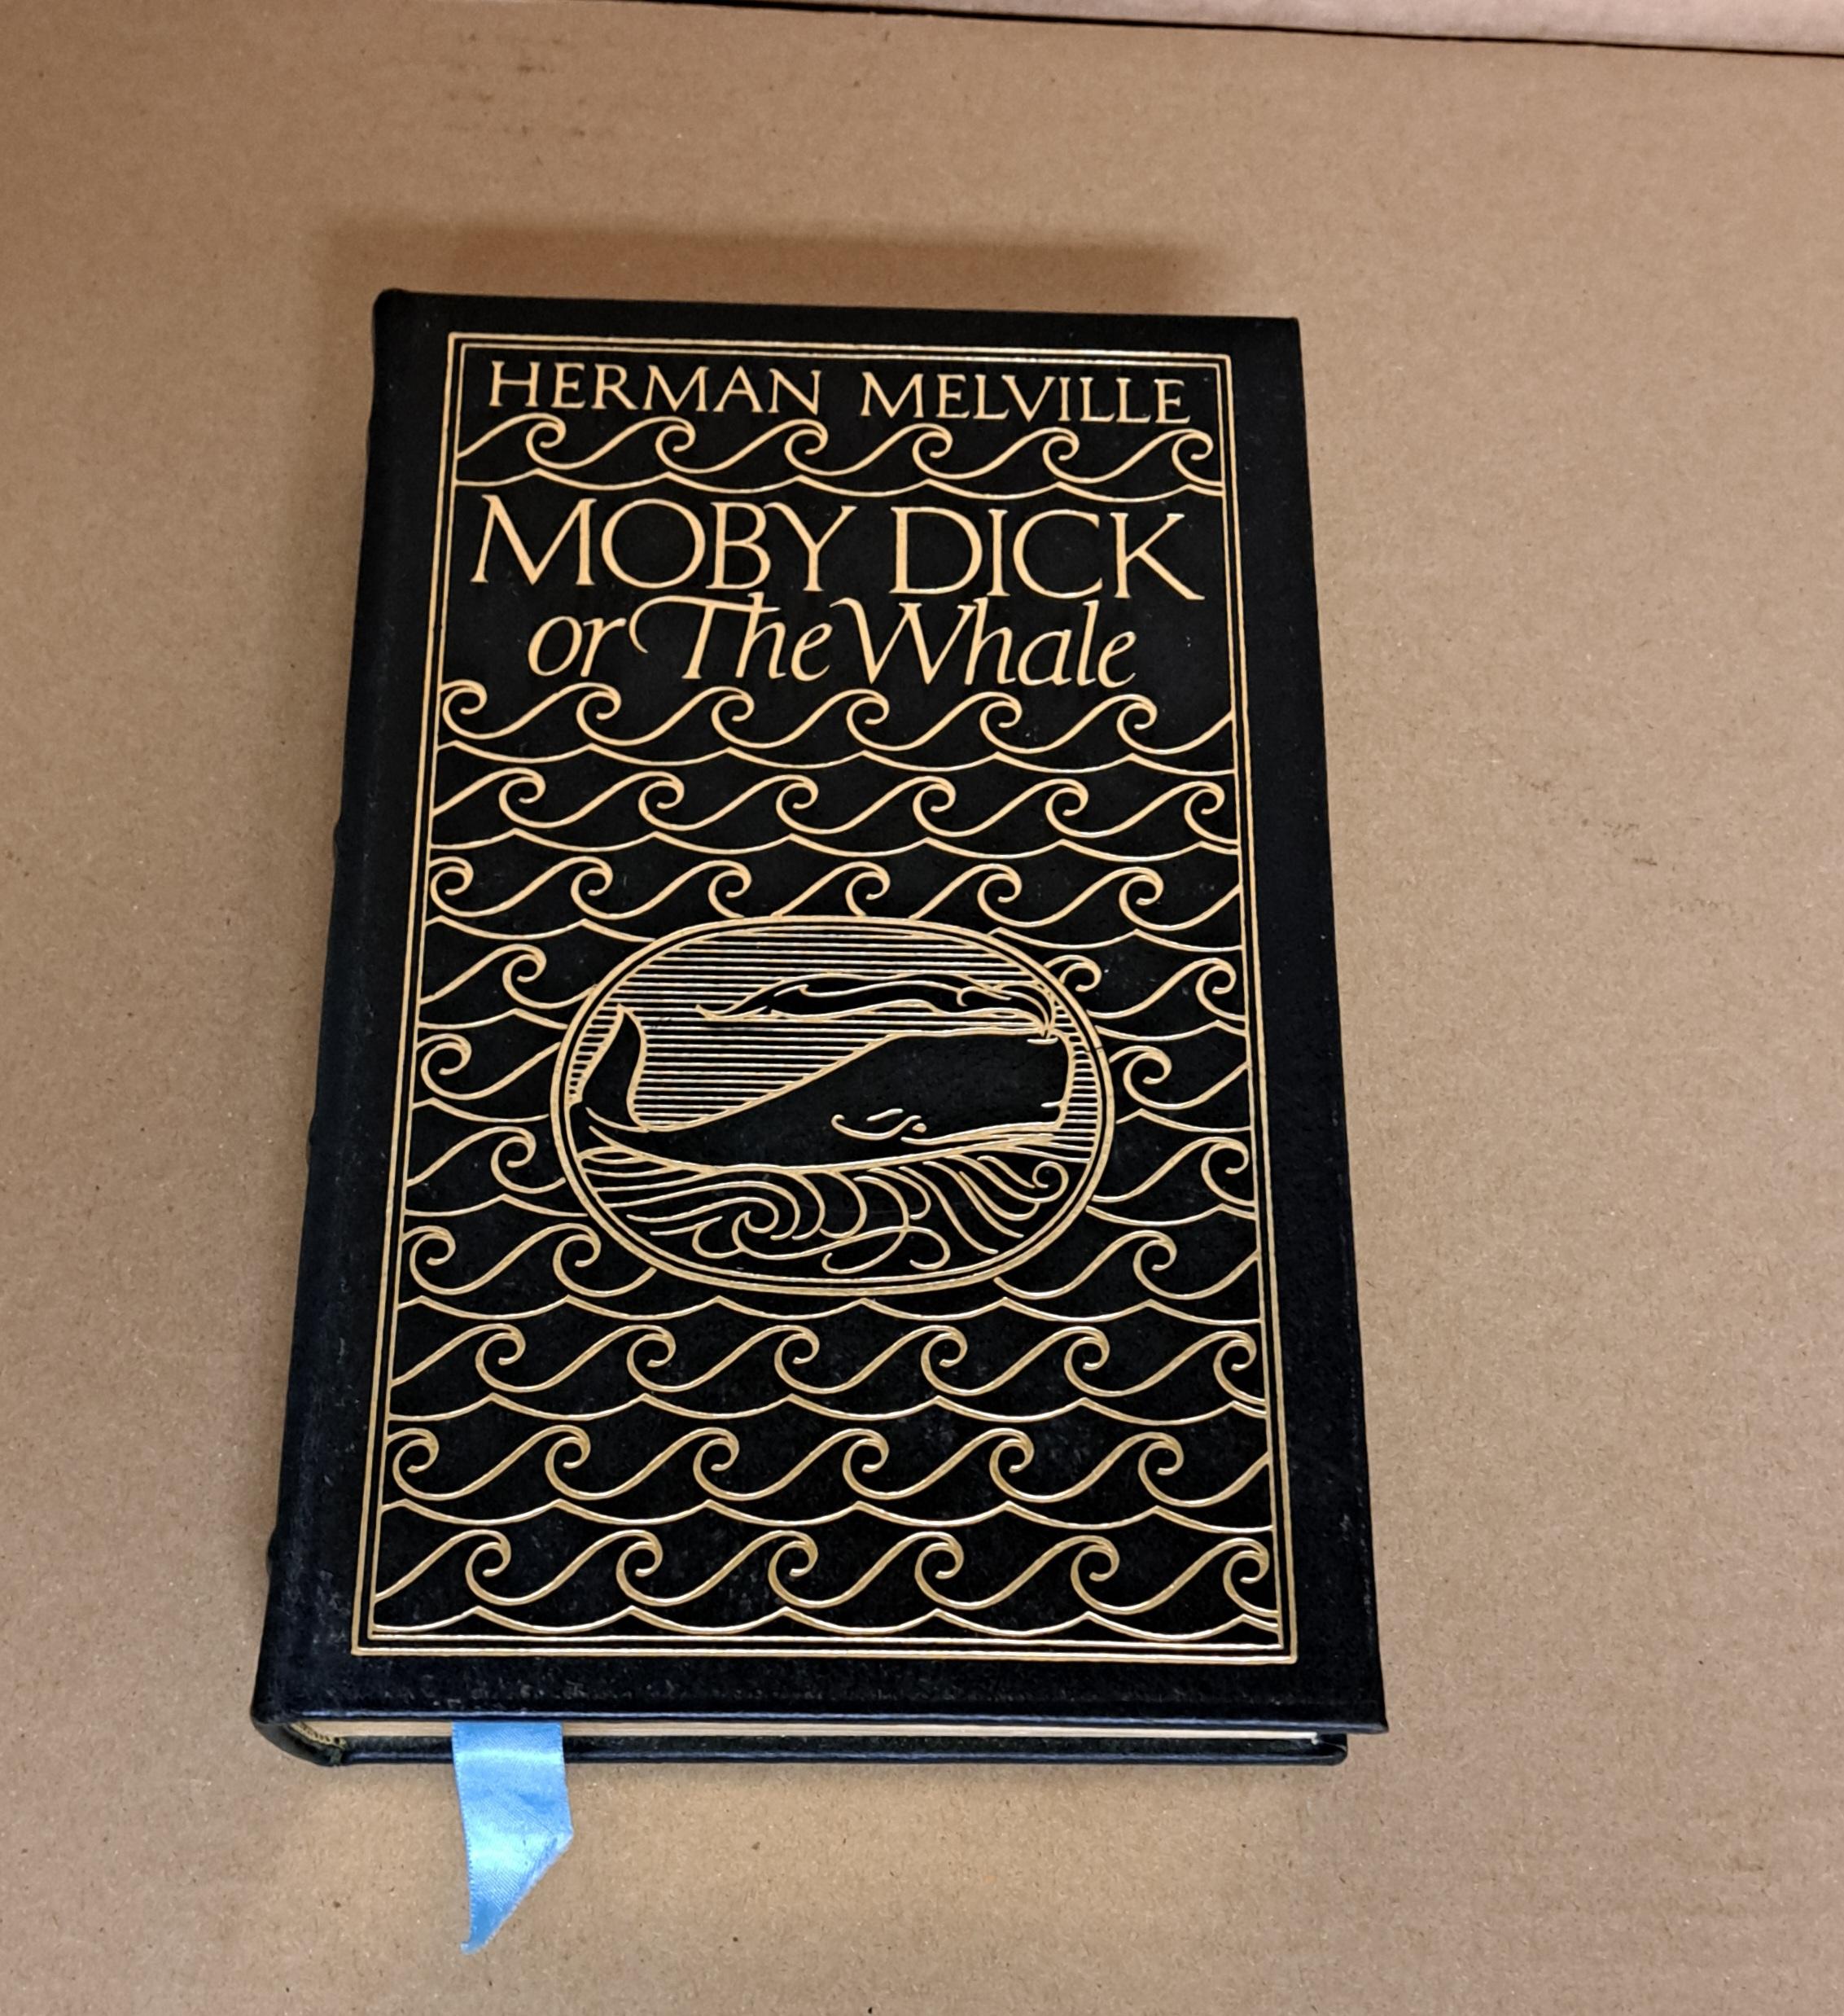 HERMAN MELVILLE
MOBY DICK
or The Whale